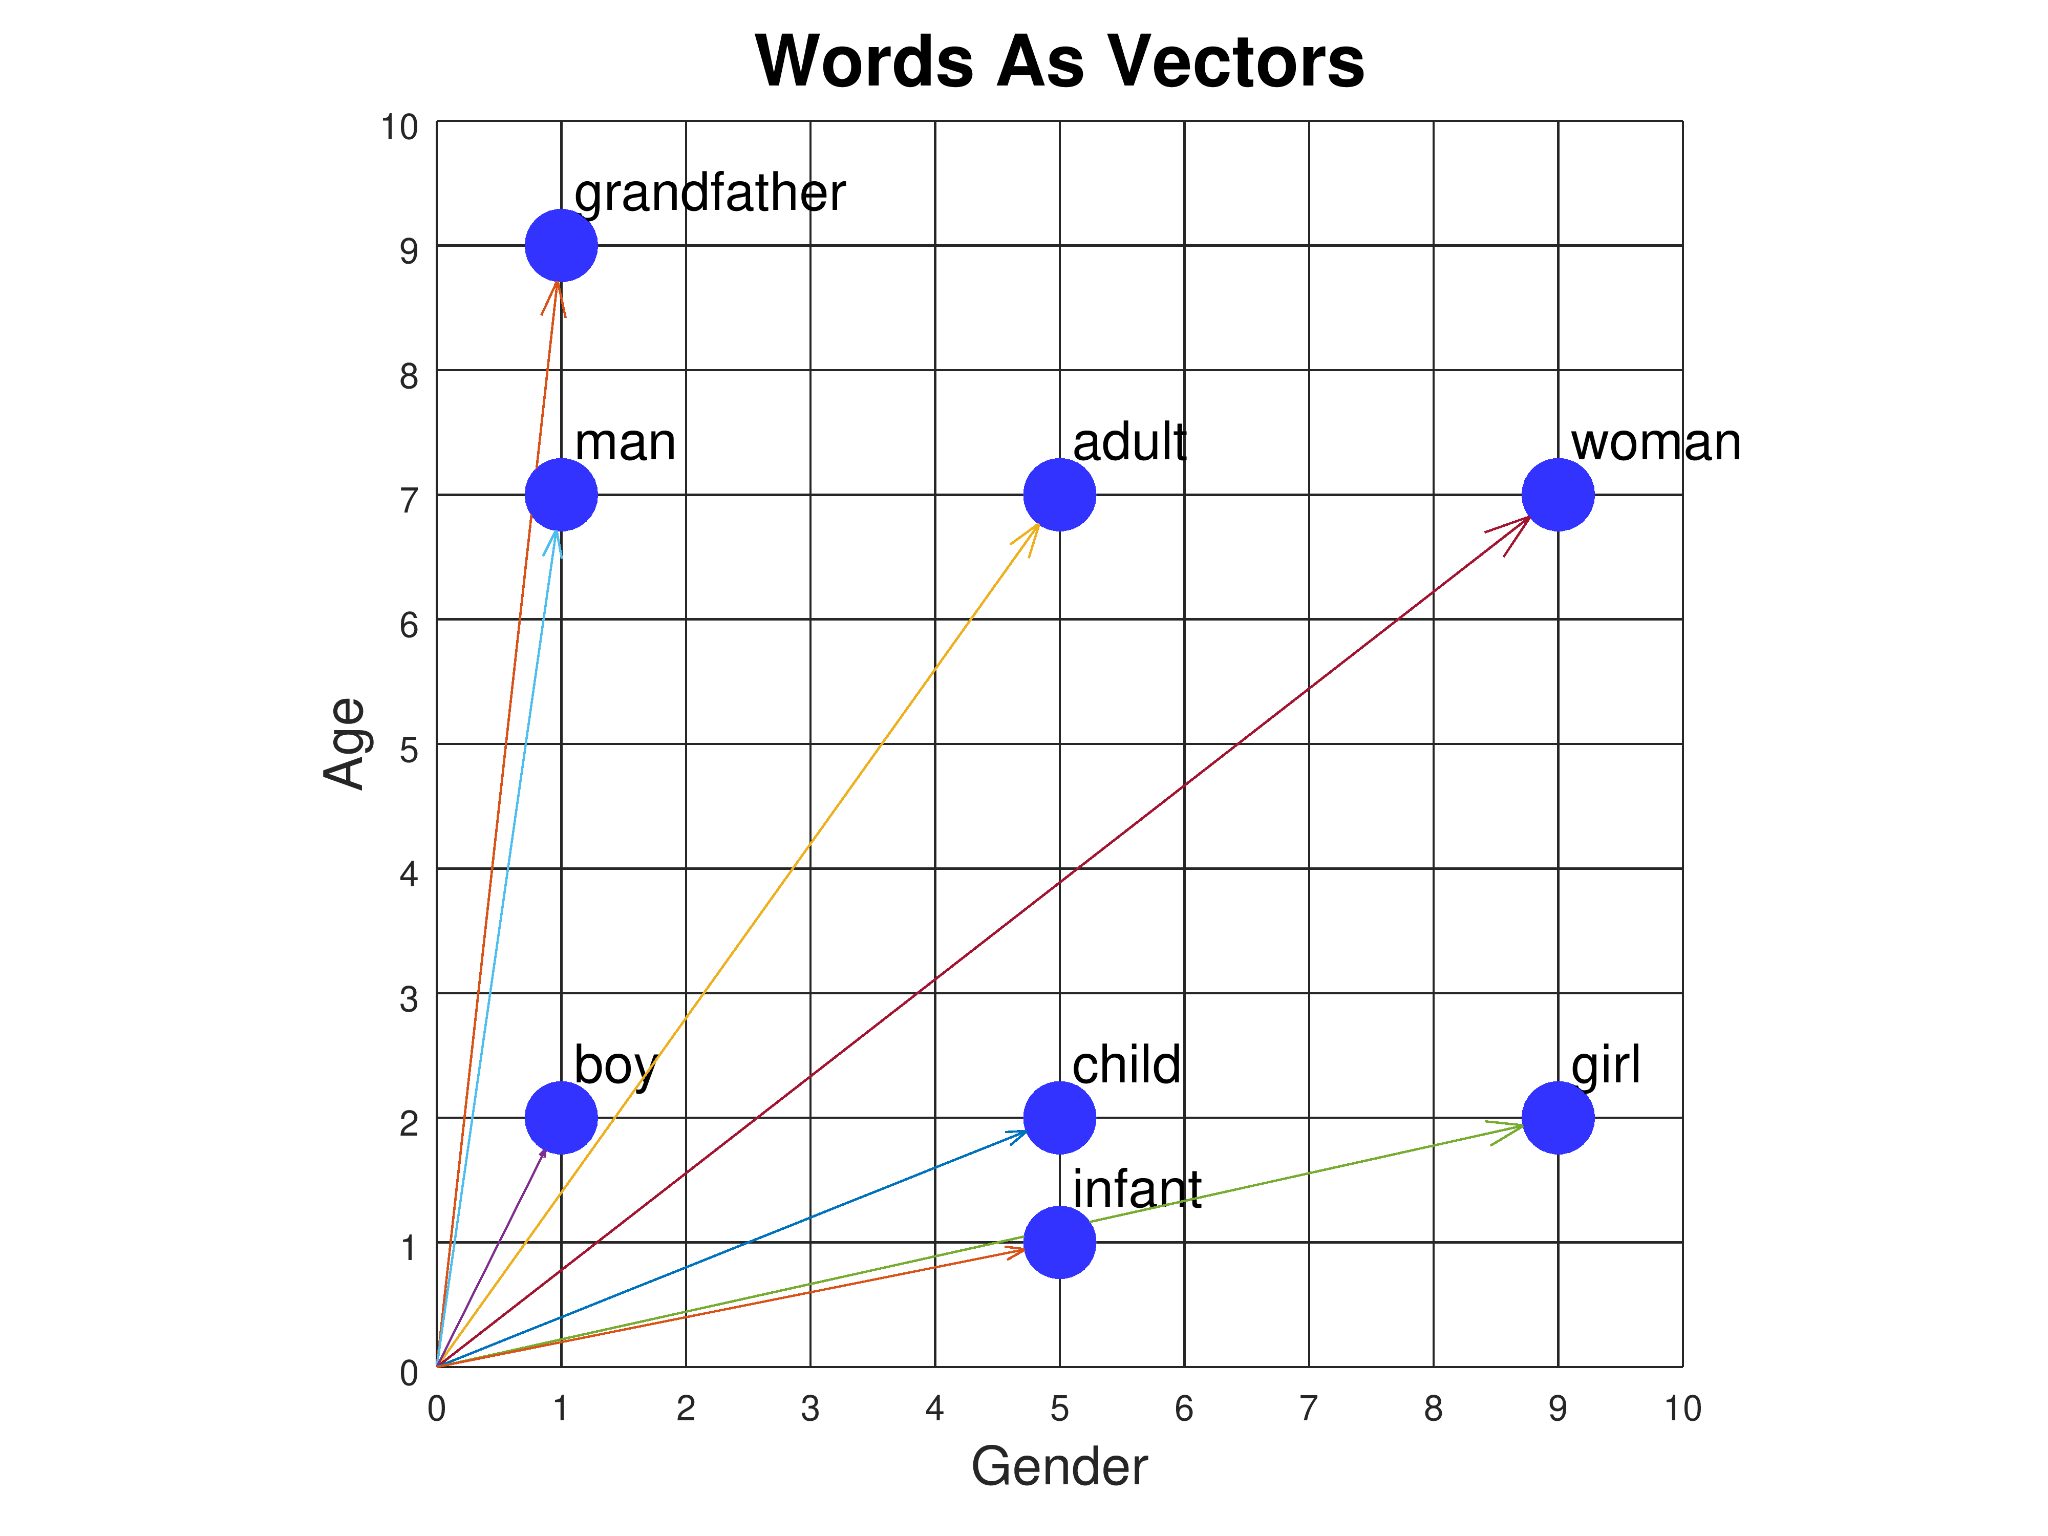 Words As Vectors
10
grandfather
9
8
man
adult
woman
7
6
Age
5
4
3
boy
child
girl
2
infant
1
0
0 1 2 3 4 5 6 7 8 9 10
Gender